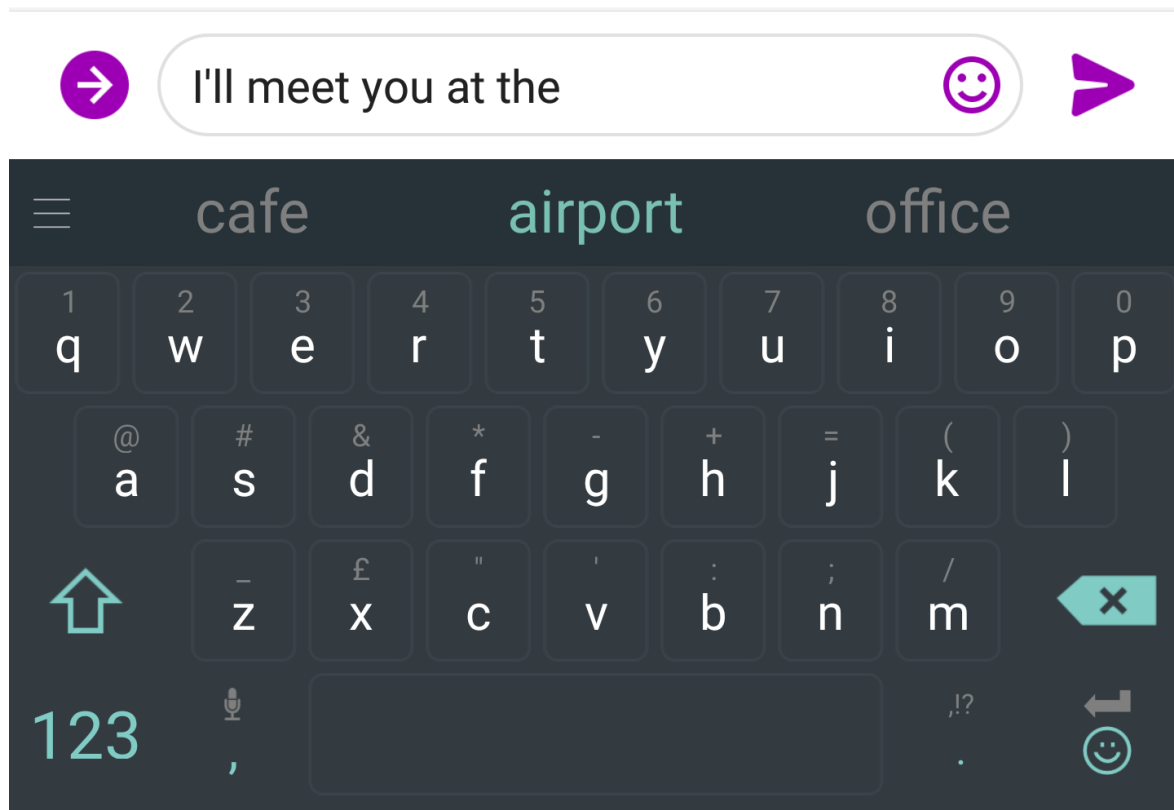 I'll meet you at the
cafe airport office
1 2 3 4 5 6 7 8 9 0
q w e r t y u i o p
@ # & * - + = ( )
a s d f g h j k l
_ £ " ' : ; /
z x c v b n m
,!?
123 , .